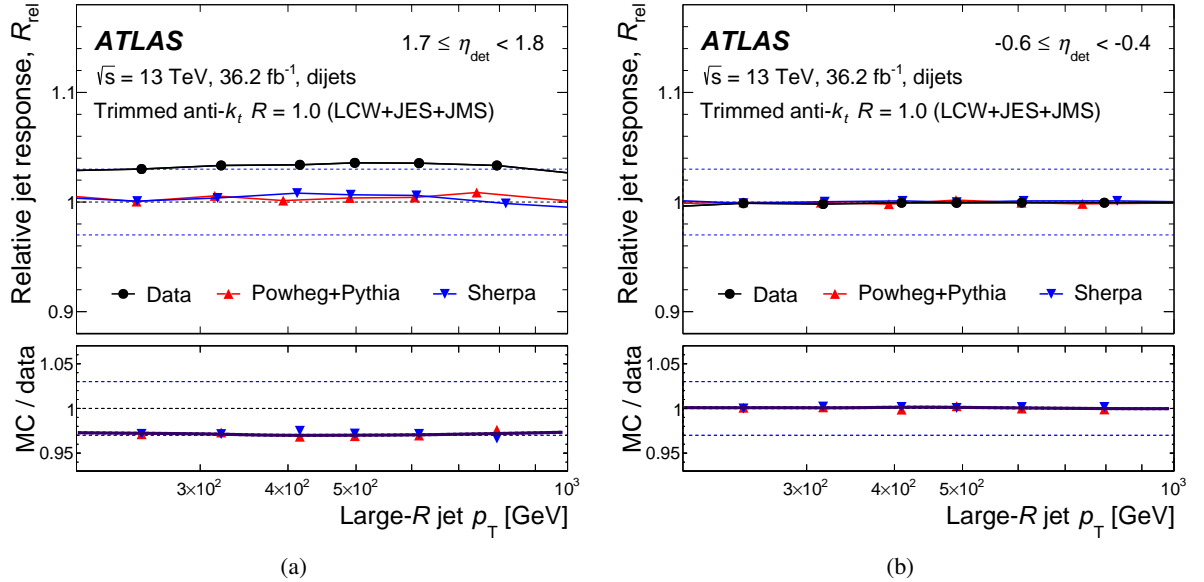 Relative jet response, R_rel
1.1
1
0.9
ATLAS
1.7 ≤ η_det < 1.8
√s = 13 TeV, 36.2 fb⁻¹, dijets
Trimmed anti-k_t R = 1.0 (LCW+JES+JMS)
Data
Powheg+Pythia
Sherpa
MC / data
1.05
1
0.95
3×10²
4×10²
5×10²
10³
Large-R jet p_T [GeV]
(a)
Relative jet response, R_rel
1.1
1
0.9
ATLAS
-0.6 ≤ η_det < -0.4
√s = 13 TeV, 36.2 fb⁻¹, dijets
Trimmed anti-k_t R = 1.0 (LCW+JES+JMS)
Data
Powheg+Pythia
Sherpa
MC / data
1.05
1
0.95
3×10²
4×10²
5×10²
10³
Large-R jet p_T [GeV]
(b)